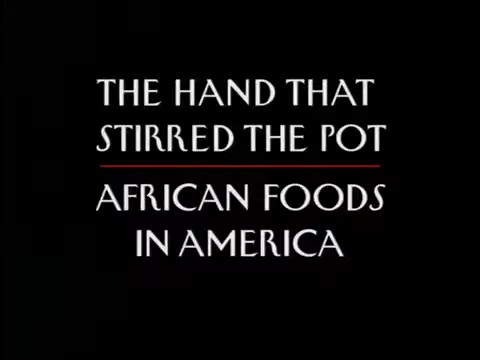 THE HAND THAT
STIRRED THE POT
AFRICAN FOODS
IN AMERICA